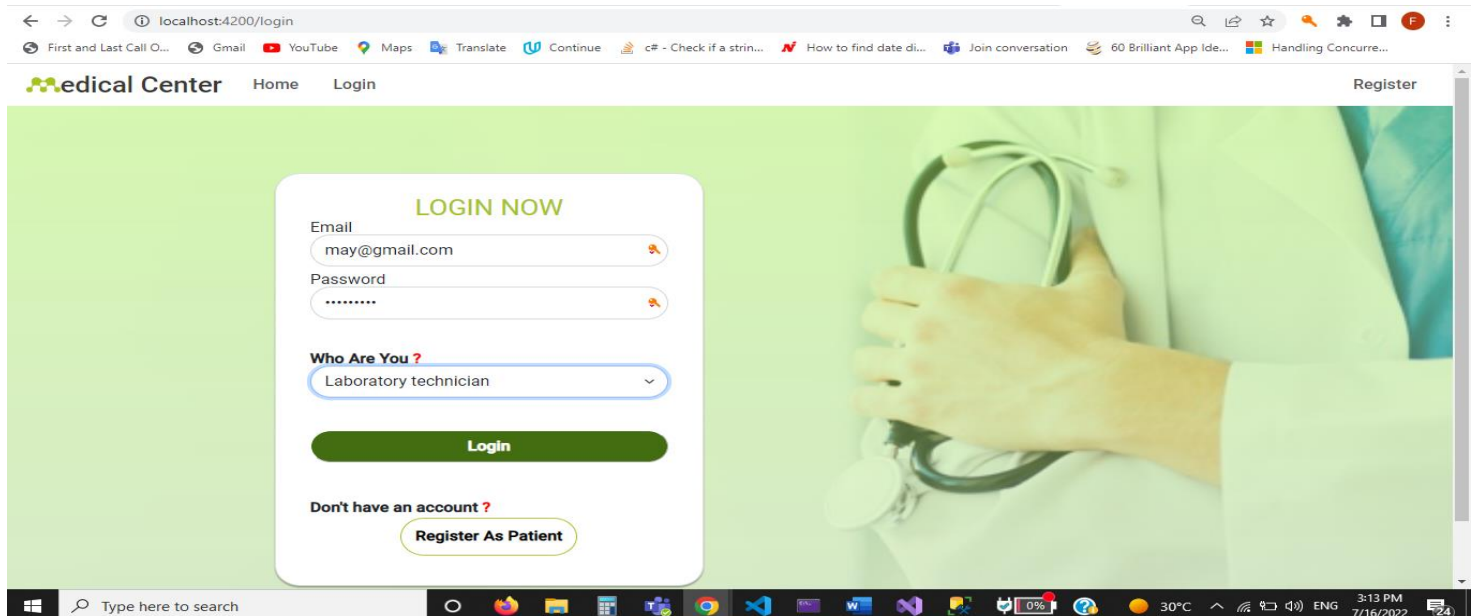 localhost:4200/login
F
First and Last Call O... Gmail YouTube Maps Translate Continue c# - Check if a strin... How to find date di... Join conversation 60 Brilliant App Ide... Handling Concurre...
edical Center Home Login Register
LOGIN NOW
Email
may@gmail.com
Password
•••••••••
Who Are You ?
Laboratory technician
Login
Don't have an account ?
Register As Patient
Type here to search 0% 30°C ENG 3:13 PM
7/16/2022 24